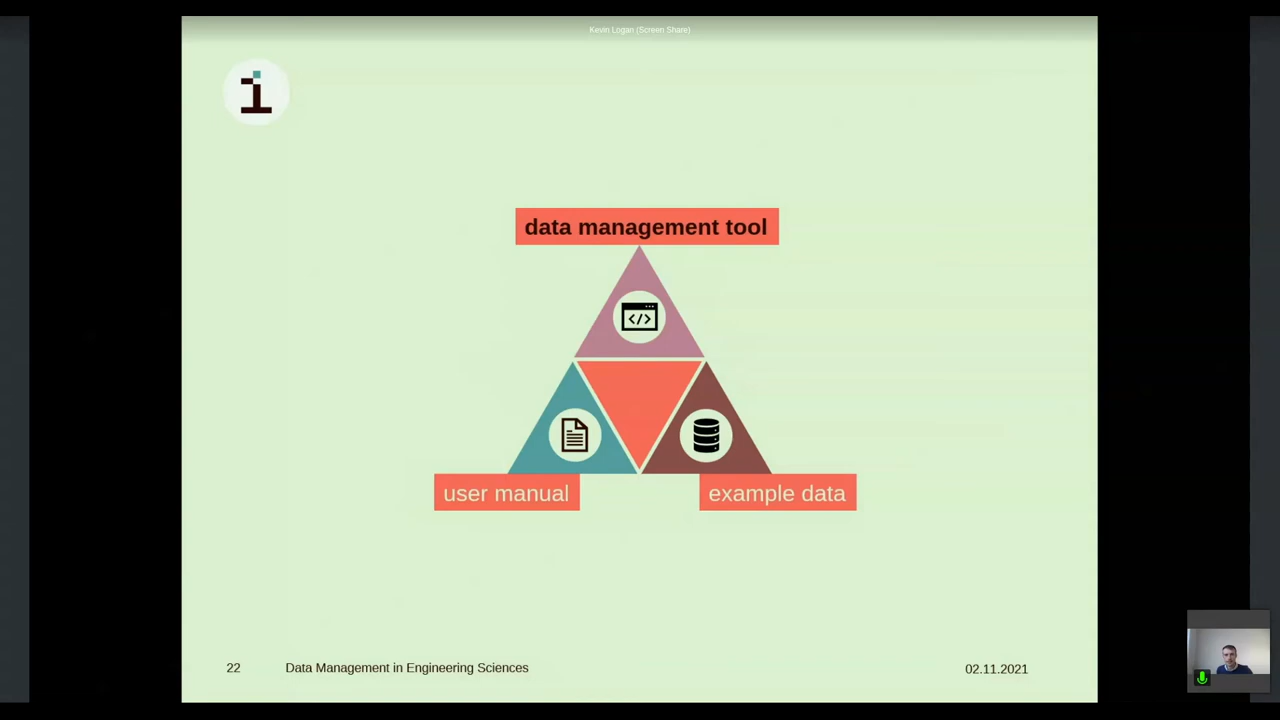 Kevin Logan (Screen Share)
i
data management tool
</>
user manual
example data
22 Data Management in Engineering Sciences 02.11.2021